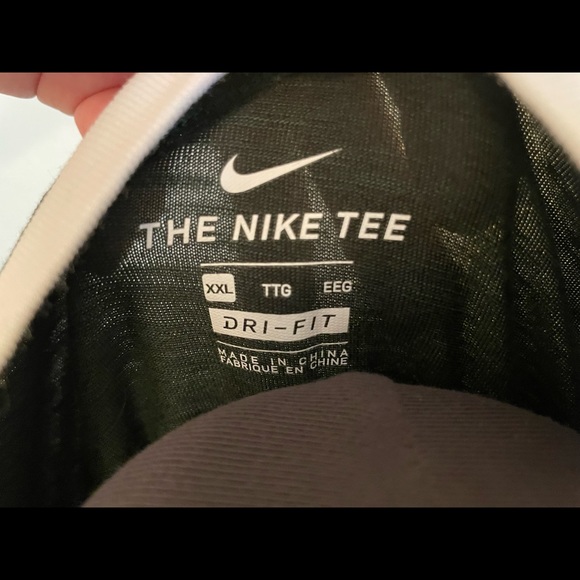 THE NIKE TEE
XXL TTG EEG
DRI-FIT
MADE IN CHINA
FABRIQUE EN CHINE